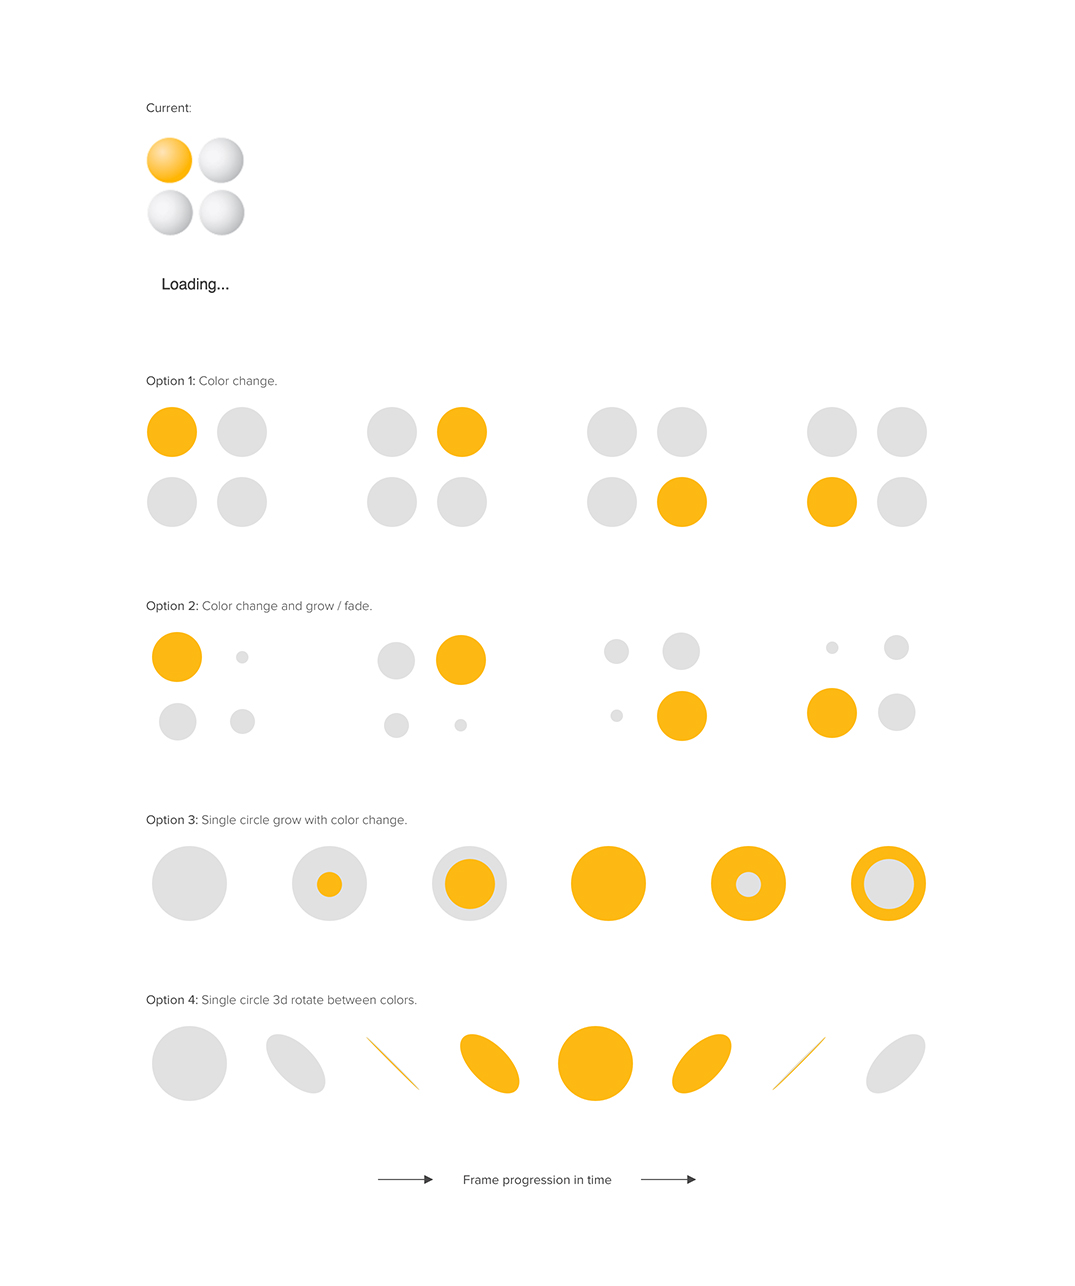 Current:
Loading...
Option 1: Color change.
Option 2: Color change and grow / fade.
Option 3: Single circle grow with color change.
Option 4: Single circle 3d rotate between colors.
Frame progression in time